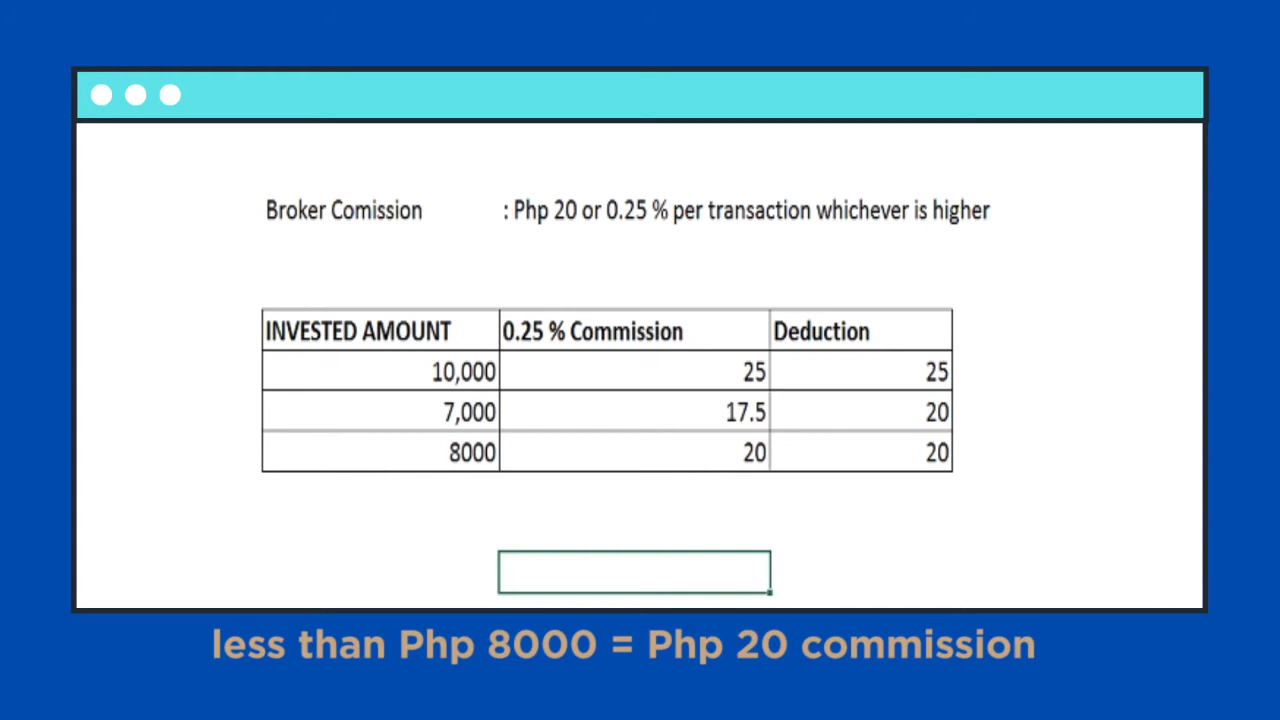 Broker Comission : Php 20 or 0.25 % per transaction whichever is higher
INVESTED AMOUNT 0.25 % Commission Deduction
10,000 25 25
7,000 17.5 20
8000 20 20
less than Php 8000 = Php 20 commission